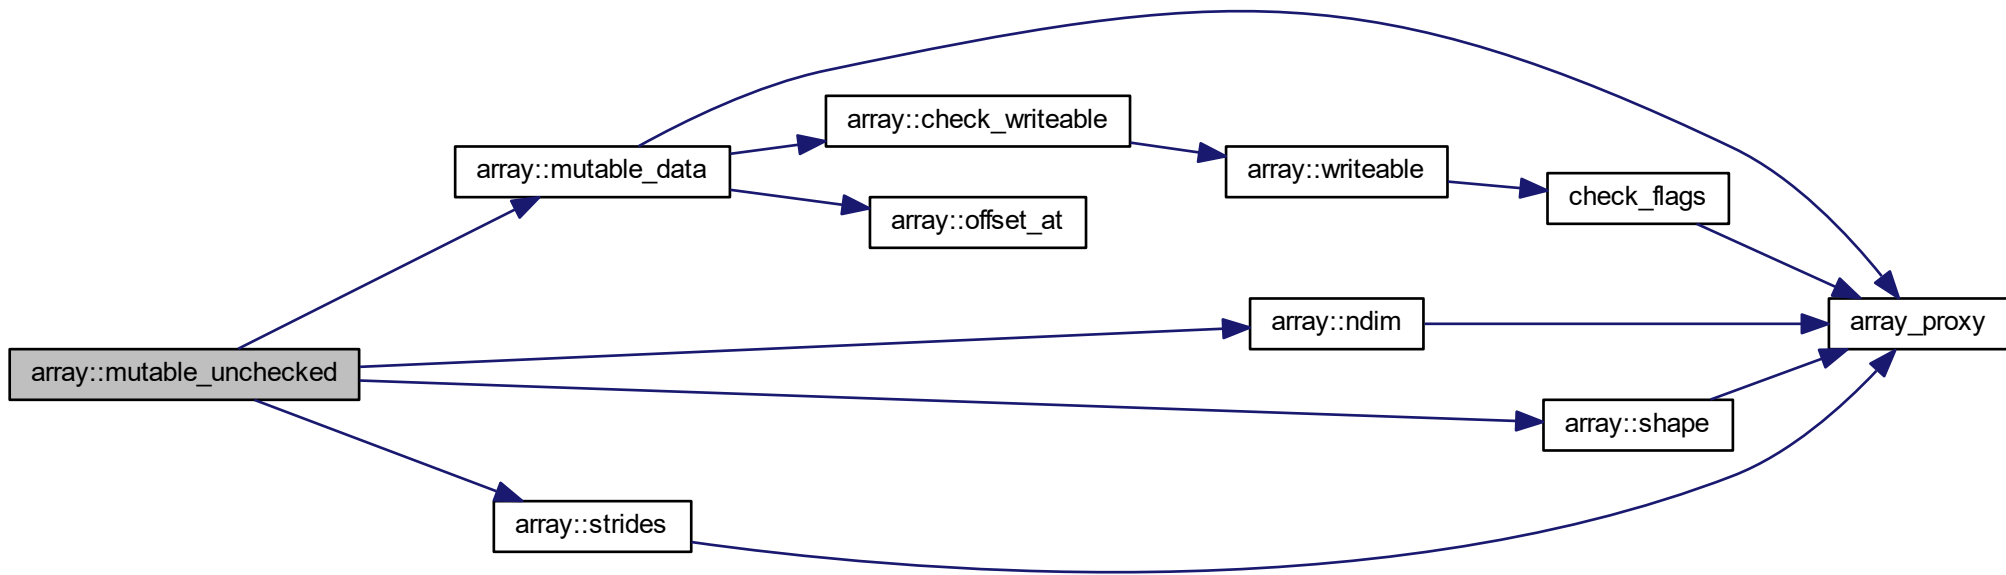 array::mutable_unchecked
array::mutable_data
array::check_writeable
array::offset_at
array::writeable
check_flags
array::ndim
array_proxy
array::shape
array::strides